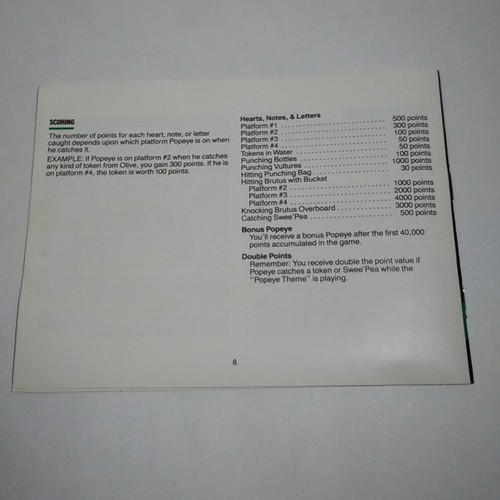 SCORING
The number of points for each heart, note, or letter
caught depends upon which platform Popeye is on when
he catches it.
EXAMPLE: If Popeye is on platform #2 when he catches
any kind of token from Olive, you gain 300 points. If he is
on platform #4, the token is worth 100 points.
Hearts, Notes, & Letters
Platform #1 500 points
Platform #2 300 points
Platform #3 100 points
Platform #4 50 points
Tokens in Water 50 points
Punching Bottles 100 points
Punching Vultures 1000 points
Hitting Punching Bag 30 points
Hitting Brutus with Bucket
Platform #2 1000 points
Platform #3 2000 points
Platform #4 4000 points
Knocking Brutus Overboard 3000 points
Catching Swee'Pea 500 points
Bonus Popeye
You'll receive a bonus Popeye after the first 40,000
points accumulated in the game.
Double Points
Remember: You receive double the point value if
Popeye catches a token or Swee'Pea while the
"Popeye Theme" is playing.
8